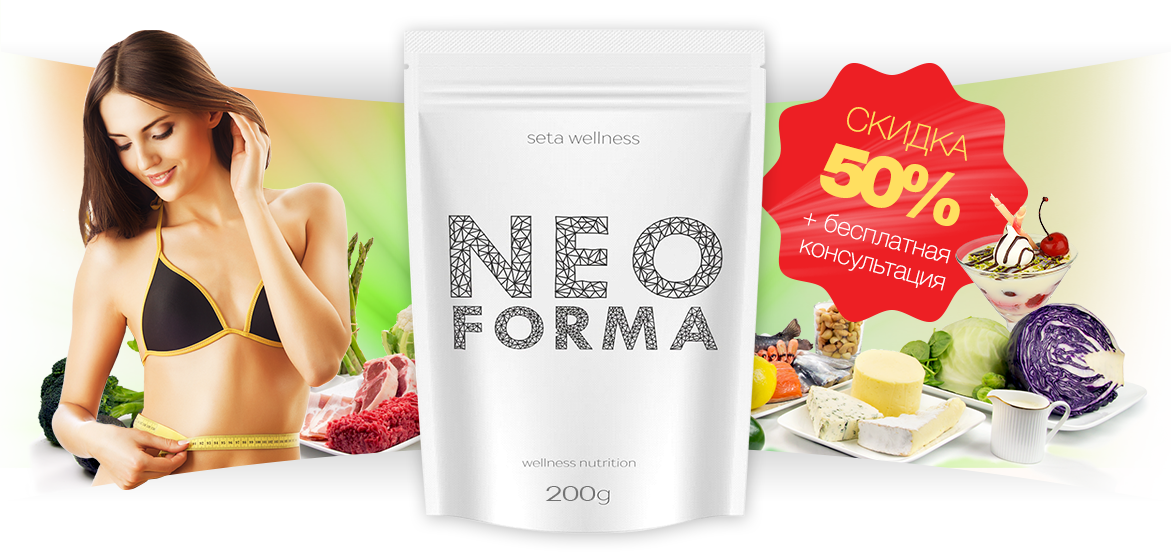 seta wellness
NEO
FORMA
wellness nutrition
200g
СКИДКА
50%
+ бесплатная
консультация